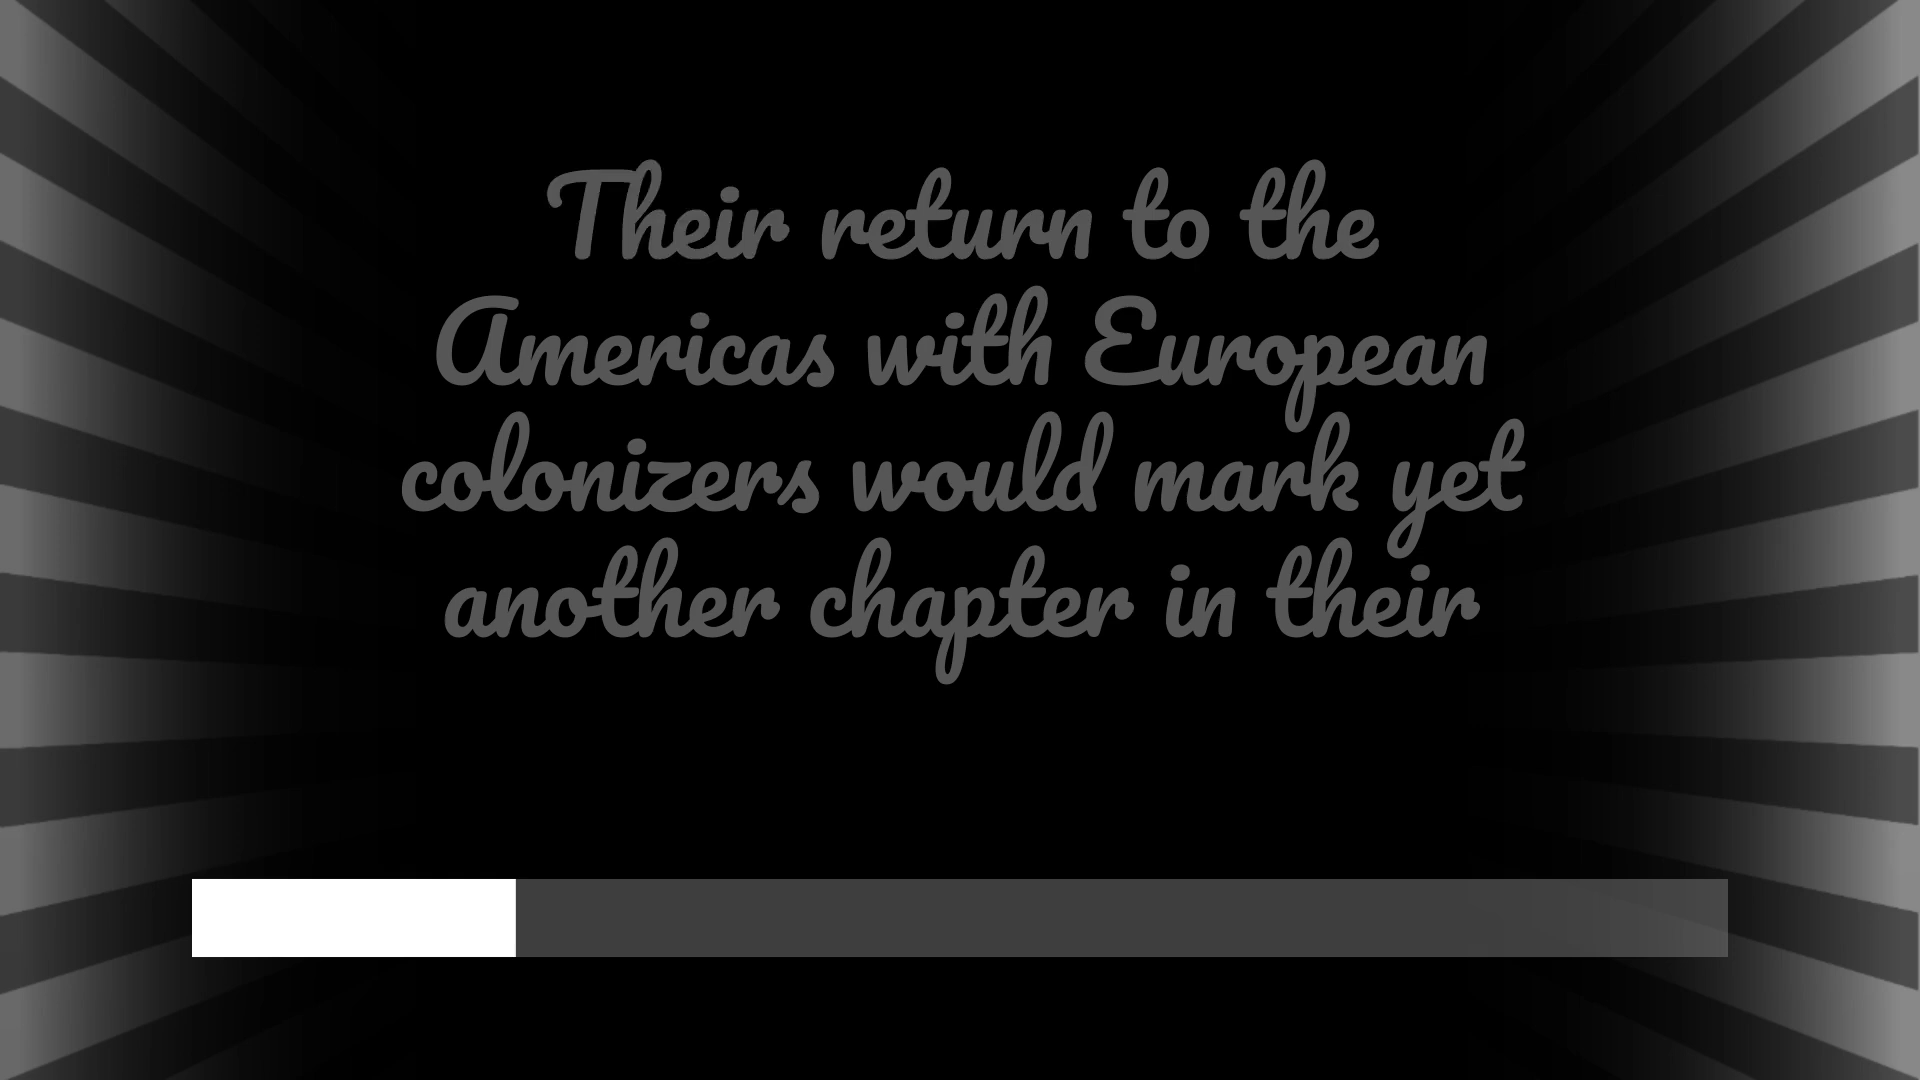 Their return to the
Americas with European
colonizers would mark yet
another chapter in their